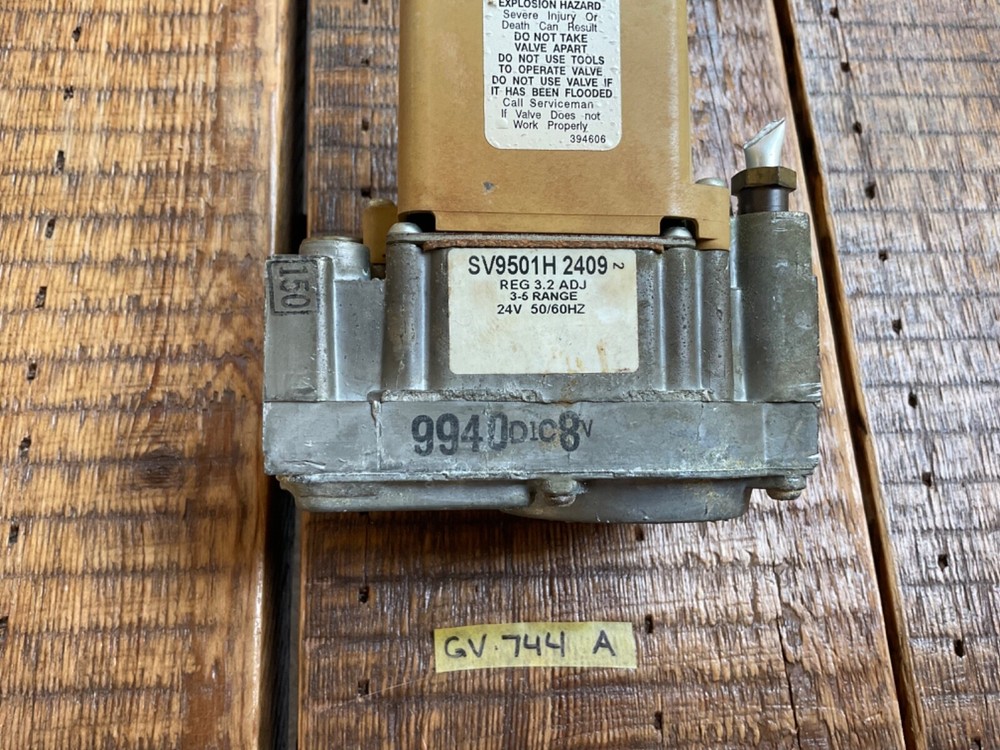 EXPLOSION HAZARD
Severe Injury Or
Death Can Result
DO NOT TAKE
VALVE APART
DO NOT USE TOOLS
TO OPERATE VALVE
DO NOT USE VALVE IF
IT HAS BEEN FLOODED
Call Serviceman
If Valve Does not
Work Properly
394606
SV9501H 2409 2
REG 3.2 ADJ
3-5 RANGE
24V 50/60HZ
150
9940D1C8V
GV-744 A